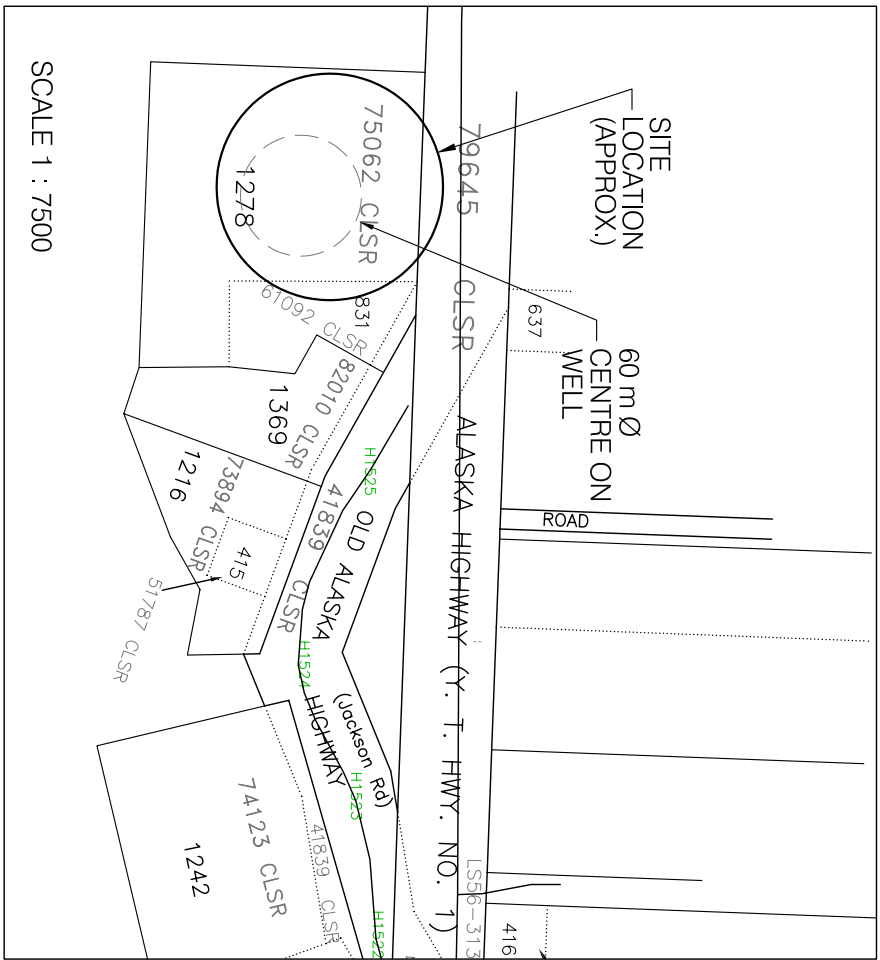 SITE
LOCATION
(APPROX.)
60 m Ø
CENTRE ON
WELL
637
ROAD
416
79645 CLSR
ALASKA HIGHWAY (Y. T. HWY. NO. 1)
LS56-313
75062 CLSR
1278
831
61092 CLSR
82010 CLSR
1369
H1525
OLD ALASKA
HIGHWAY
(Jackson Rd)
41839 CLSR
H1524
H1523
H1522
1216
73894 CLSR
415
51787 CLSR
74123 CLSR
1242
41839 CLSR
SCALE 1 : 7500